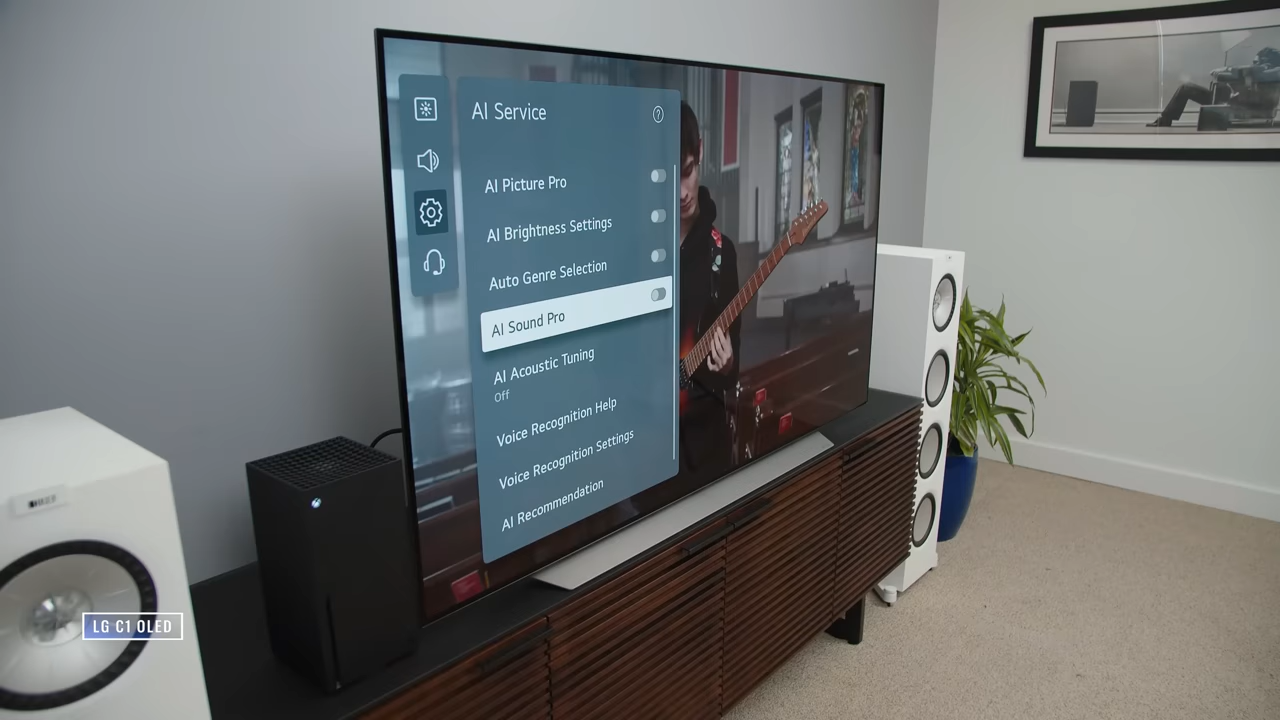 AI Service
AI Picture Pro
AI Brightness Settings
Auto Genre Selection
AI Sound Pro
AI Acoustic Tuning
Off
Voice Recognition Help
Voice Recognition Settings
AI Recommendation
LG C1 OLED